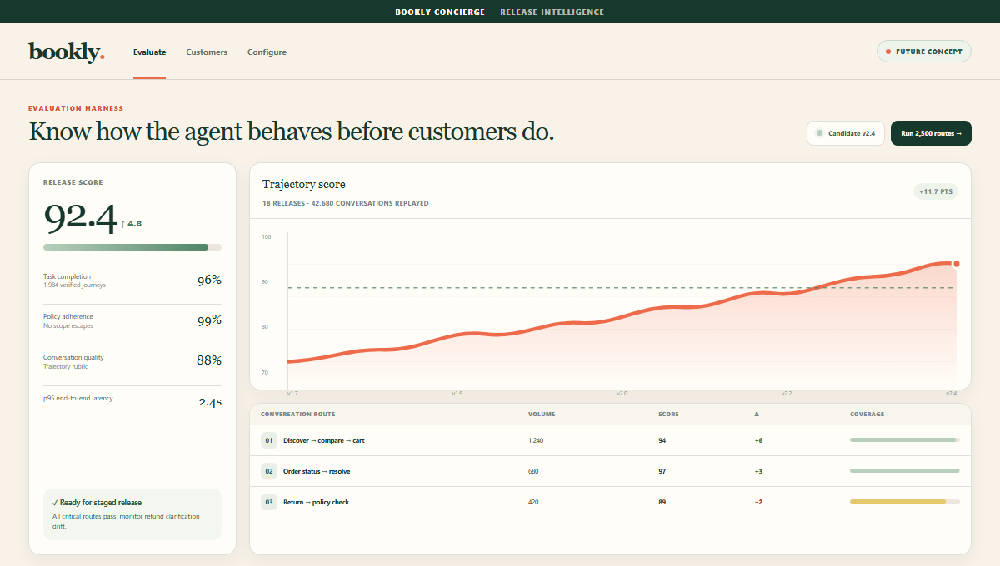 BOOKLY CONCIERGE RELEASE INTELLIGENCE
bookly.
Evaluate Customers Configure
FUTURE CONCEPT
EVALUATION HARNESS
Know how the agent behaves before customers do.
Candidate v2.4
Run 2,500 routes →
RELEASE SCORE
92.4 ↑ 4.8
Task completion
1,984 verified journeys
96%
Policy adherence
No scope escapes
99%
Conversation quality
Trajectory rubric
88%
p95 end-to-end latency
2.4s
✓ Ready for staged release
All critical routes pass; monitor refund clarification
drift.
Trajectory score
18 RELEASES · 42,680 CONVERSATIONS REPLAYED
+11.7 PTS
100
90
80
70
v1.7 v1.9 v2.0 v2.2 v2.4
CONVERSATION ROUTE VOLUME SCORE Δ COVERAGE
01 Discover → compare → cart 1,240 94 +6
02 Order status → resolve 680 97 +3
03 Return → policy check 420 89 −2